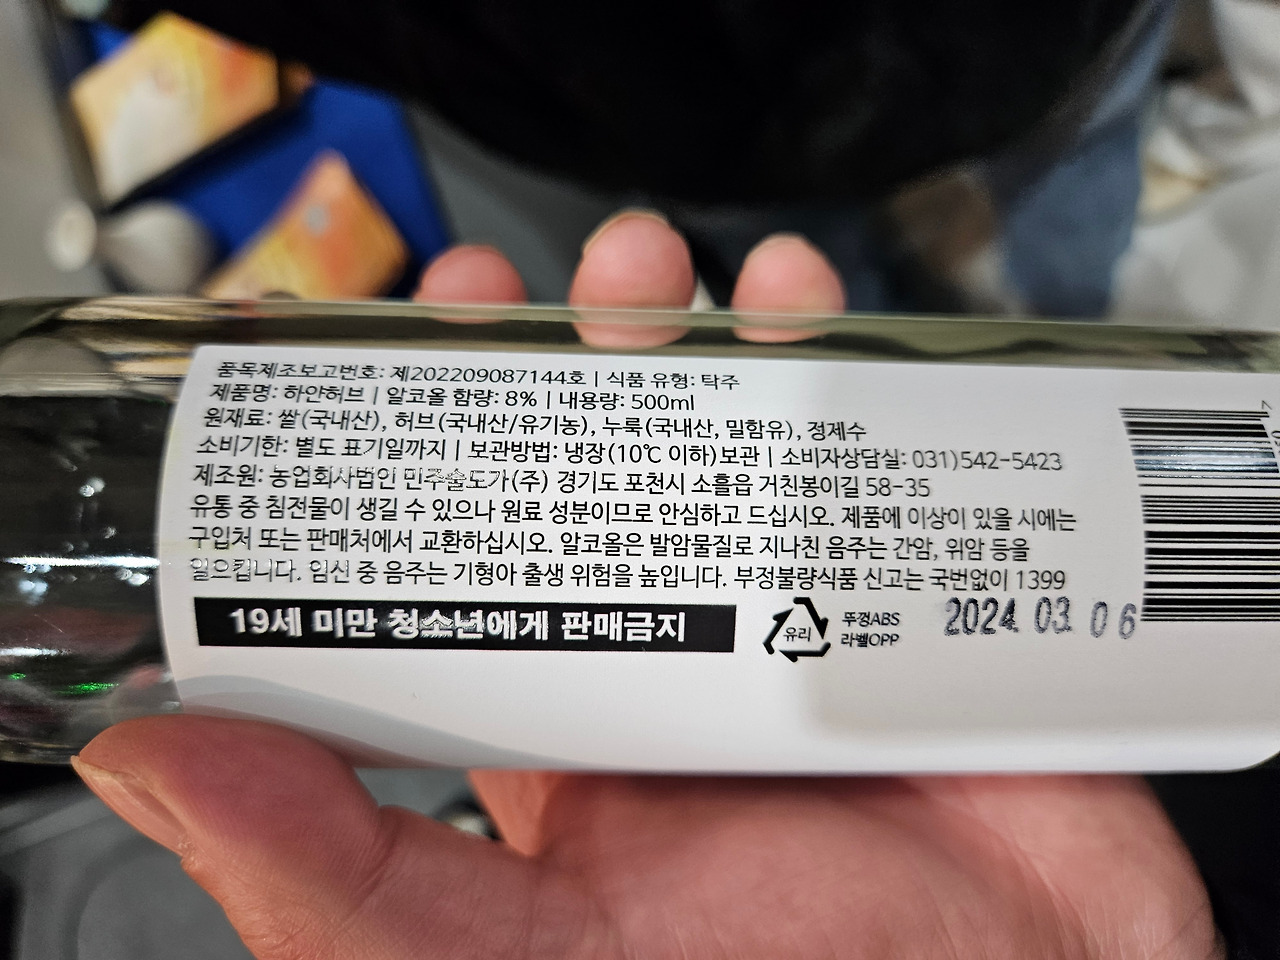 품목제조보고번호: 제202209087144호 | 식품 유형: 탁주
제품명: 하얀허브 | 알코올 함량: 8% | 내용량: 500ml
원재료: 쌀(국내산), 허브(국내산/유기농), 누룩(국내산, 밀함유), 정제수
소비기한: 별도 표기일까지 | 보관방법: 냉장(10℃ 이하)보관 | 소비자상담실: 031)542-5423
제조원: 농업회사법인 민주술도가(주) 경기도 포천시 소흘읍 거친봉이길 58-35
유통 중 침전물이 생길 수 있으나 원료 성분이므로 안심하고 드십시오. 제품에 이상이 있을 시에는
구입처 또는 판매처에서 교환하십시오. 알코올은 발암물질로 지나친 음주는 간암, 위암 등을
일으킵니다. 임신 중 음주는 기형아 출생 위험을 높입니다. 부정불량식품 신고는 국번없이 1399
19세 미만 청소년에게 판매금지
유리
뚜껑ABS
라벨OPP
2024. 03. 06